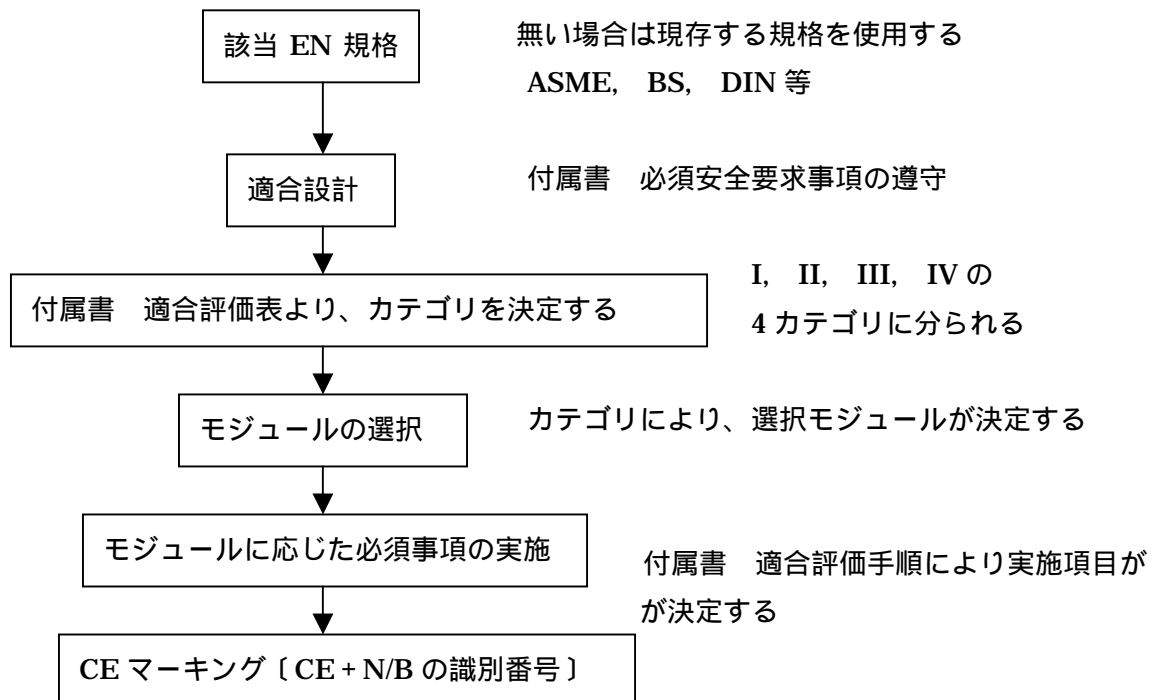 該当 EN 規格
無い場合は現存する規格を使用する
ASME, BS, DIN 等
適合設計
付属書 必須安全要求事項の遵守
付属書 適合評価表より、カテゴリを決定する
I, II, III, IV の
4 カテゴリに分られる
モジュールの選択
カテゴリにより、選択モジュールが決定する
モジュールに応じた必須事項の実施
付属書 適合評価手順により実施項目が
が決定する
CE マーキング〔CE + N/B の識別番号〕